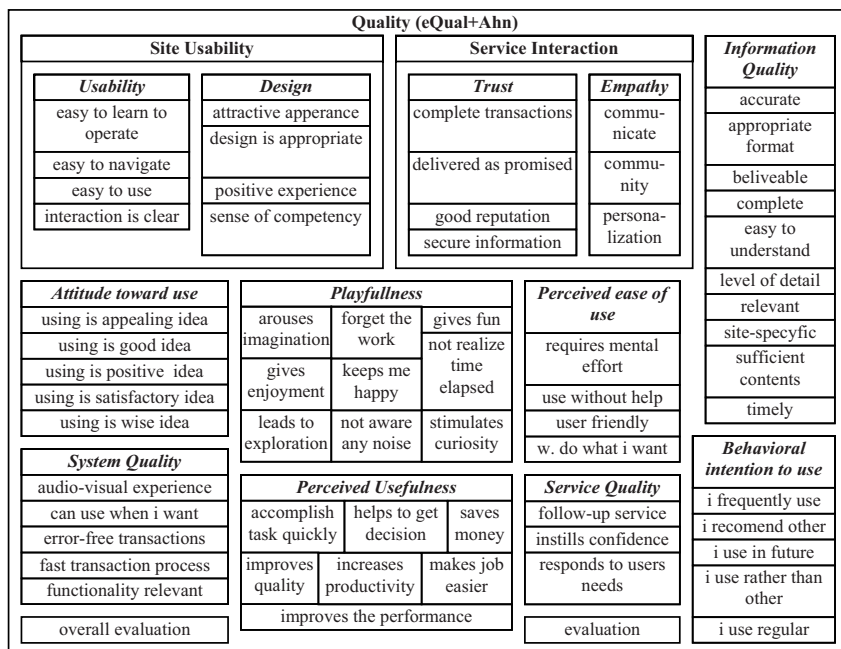 Quality (eQual+Ahn)
Site Usability
Usability
easy to learn to
operate
easy to navigate
easy to use
interaction is clear
Design
attractive apperance
design is appropriate
positive experience
sense of competency
Service Interaction
Trust
complete transactions
delivered as promised
good reputation
secure information
Empathy
commu-
nicate
commu-
nity
persona-
lization
Information
Quality
accurate
appropriate
format
beliveable
complete
easy to
understand
level of detail
relevant
site-specyfic
sufficient
contents
timely
Attitude toward use
using is appealing idea
using is good idea
using is positive idea
using is satisfactory idea
using is wise idea
Playfullness
arouses
imagination
gives
enjoyment
leads to
exploration
forget the
work
keeps me
happy
not aware
any noise
gives fun
not realize
time
elapsed
stimulates
curiosity
Perceived ease of
use
requires mental
effort
use without help
user friendly
w. do what i want
System Quality
audio-visual experience
can use when i want
error-free transactions
fast transaction process
functionality relevant
overall evaluation
Perceived Usefulness
accomplish
task quickly
helps to get
decision
saves
money
improves
quality
increases
productivity
makes job
easier
improves the performance
Service Quality
follow-up service
instills confidence
responds to users
needs
evaluation
Behavioral
intention to use
i frequently use
i recomend other
i use in future
i use rather than
other
i use regular